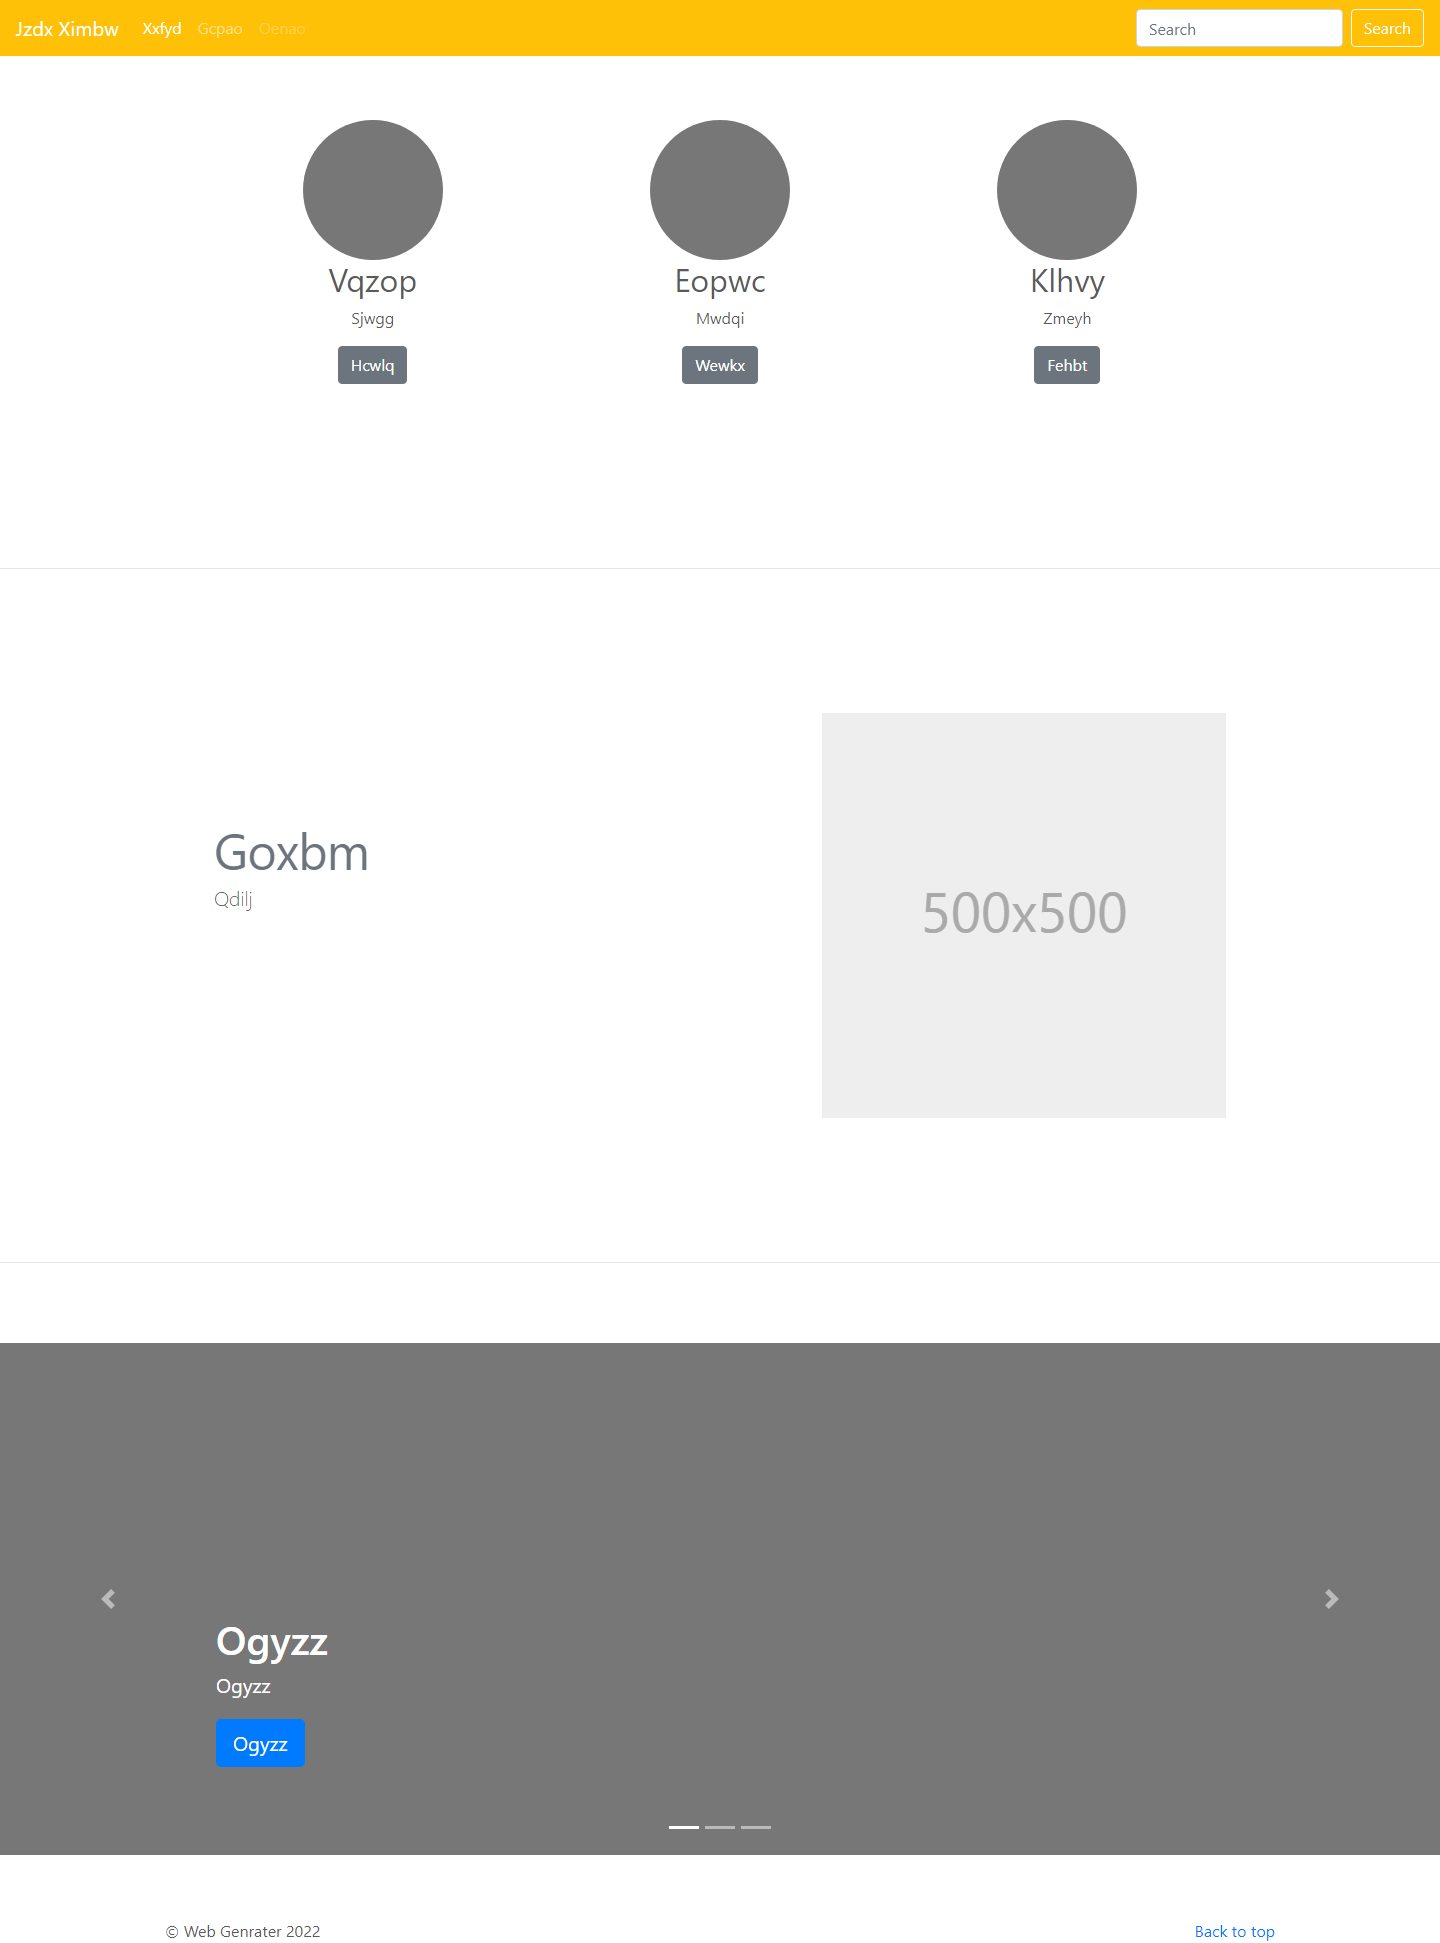 Jzdx Ximbw Xxfyd Gcpao Oenao Search Search
Vqzop Eopwc Klhvy
Sjwgg Mwdqi Zmeyh
Hcwlq Wewkx Fehbt
Goxbm
Qdilj
500x500
Ogyzz
Ogyzz
Ogyzz
© Web Genrater 2022 Back to top